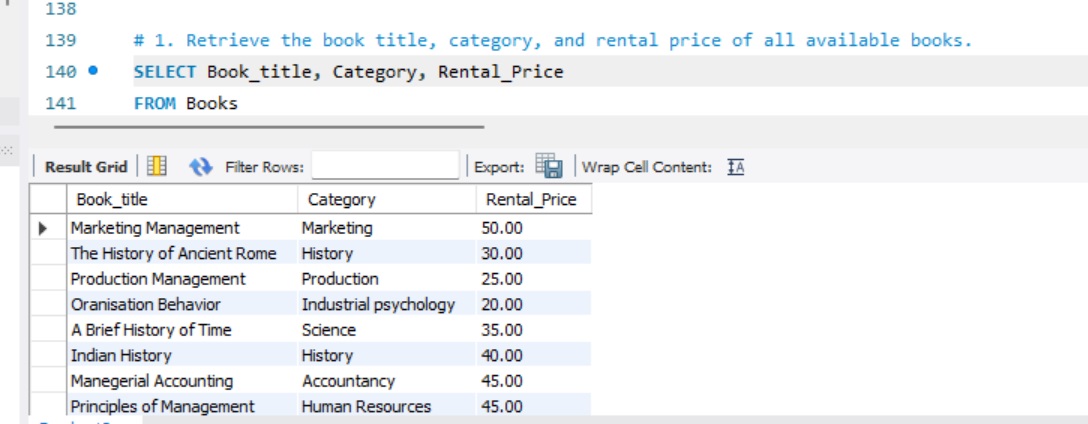 138
139 # 1. Retrieve the book title, category, and rental price of all available books.
140 SELECT Book_title, Category, Rental_Price
141 FROM Books
Result Grid Filter Rows: Export: Wrap Cell Content:
Book_title Category Rental_Price
Marketing Management Marketing 50.00
The History of Ancient Rome History 30.00
Production Management Production 25.00
Oranisation Behavior Industrial psychology 20.00
A Brief History of Time Science 35.00
Indian History History 40.00
Manegerial Accounting Accountancy 45.00
Principles of Management Human Resources 45.00